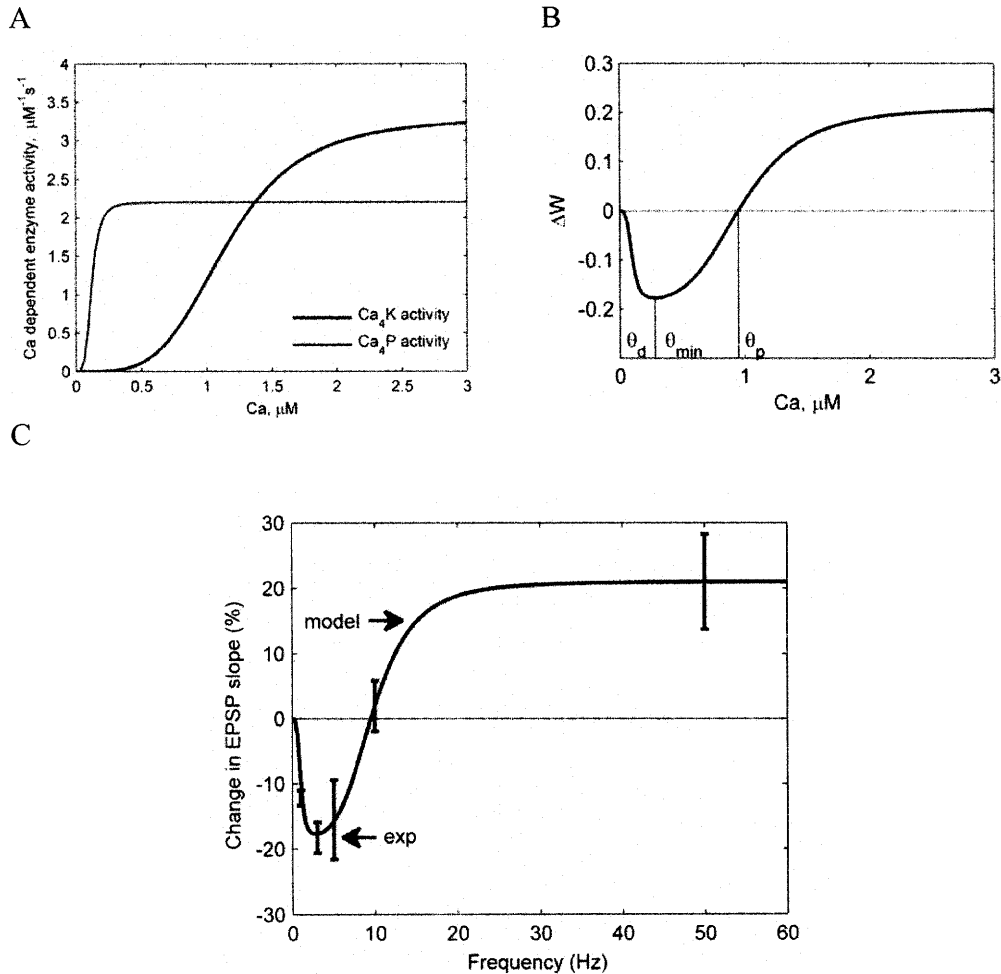 A
B
Ca dependent enzyme activity, µM⁻¹s⁻¹
4
3.5
3
2.5
2
1.5
1
0.5
0
0
0.5
1
1.5
2
2.5
3
Ca, µM
Ca₄K activity
Ca₄P activity
ΔW
0.3
0.2
0.1
0
-0.1
-0.2
θd
θmin
θp
0
1
2
3
Ca, µM
C
Change in EPSP slope (%)
30
20
10
0
-10
-20
-30
model
exp
0
10
20
30
40
50
60
Frequency (Hz)